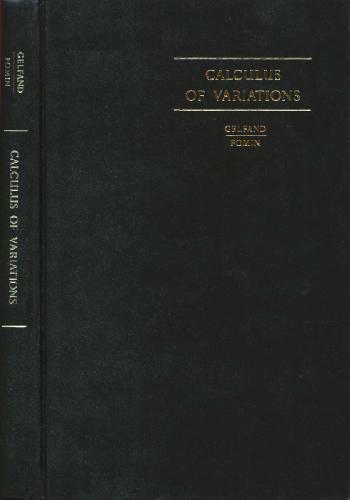 GELFAND
FOMIN
CALCULUS OF VARIATIONS
CALCULUS
OF VARIATIONS
GELFAND
FOMIN